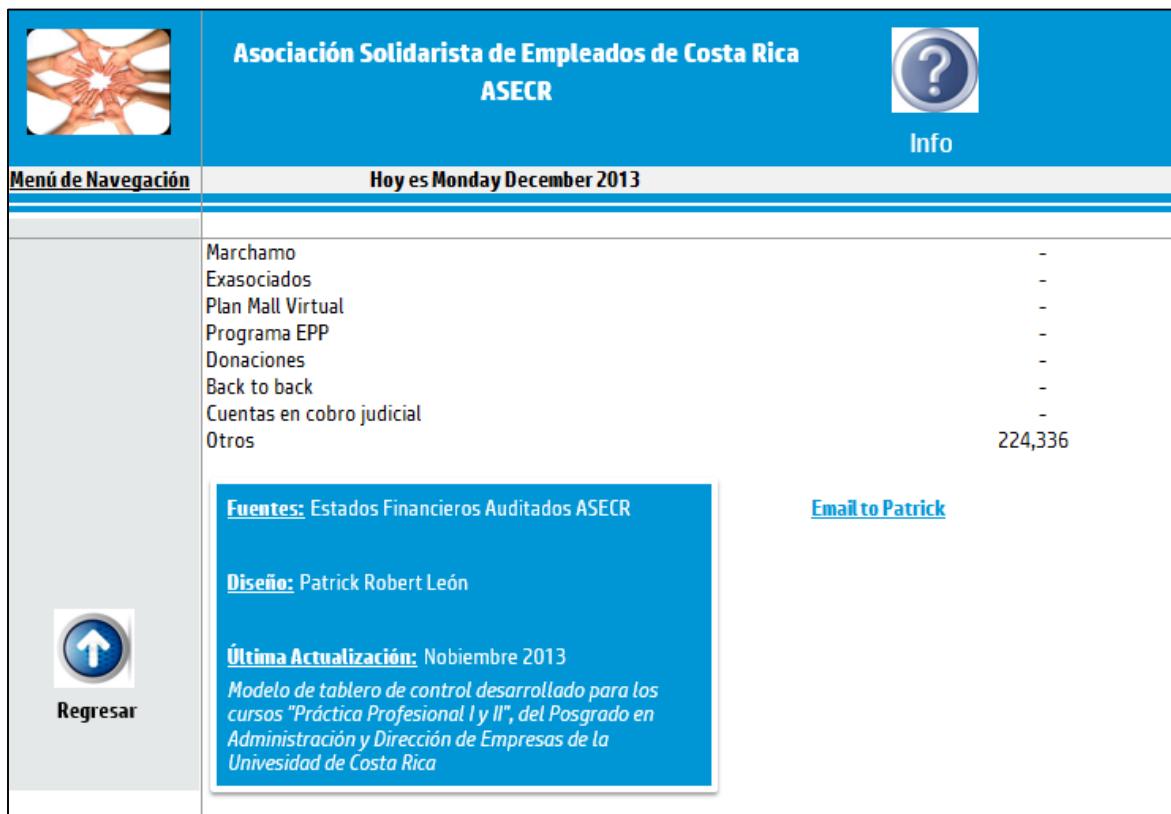 Asociación Solidarista de Empleados de Costa Rica
ASECR
Info
Menú de Navegación
Hoy es Monday December 2013
Marchamo -
Exasociados -
Plan Mall Virtual -
Programa EPP -
Donaciones -
Back to back -
Cuentas en cobro judicial -
Otros 224,336
Fuentes: Estados Financieros Auditados ASECR
Email to Patrick
Diseño: Patrick Robert León
Última Actualización: Nobiembre 2013
Modelo de tablero de control desarrollado para los
cursos "Práctica Profesional I y II", del Posgrado en
Administración y Dirección de Empresas de la
Univesidad de Costa Rica
Regresar